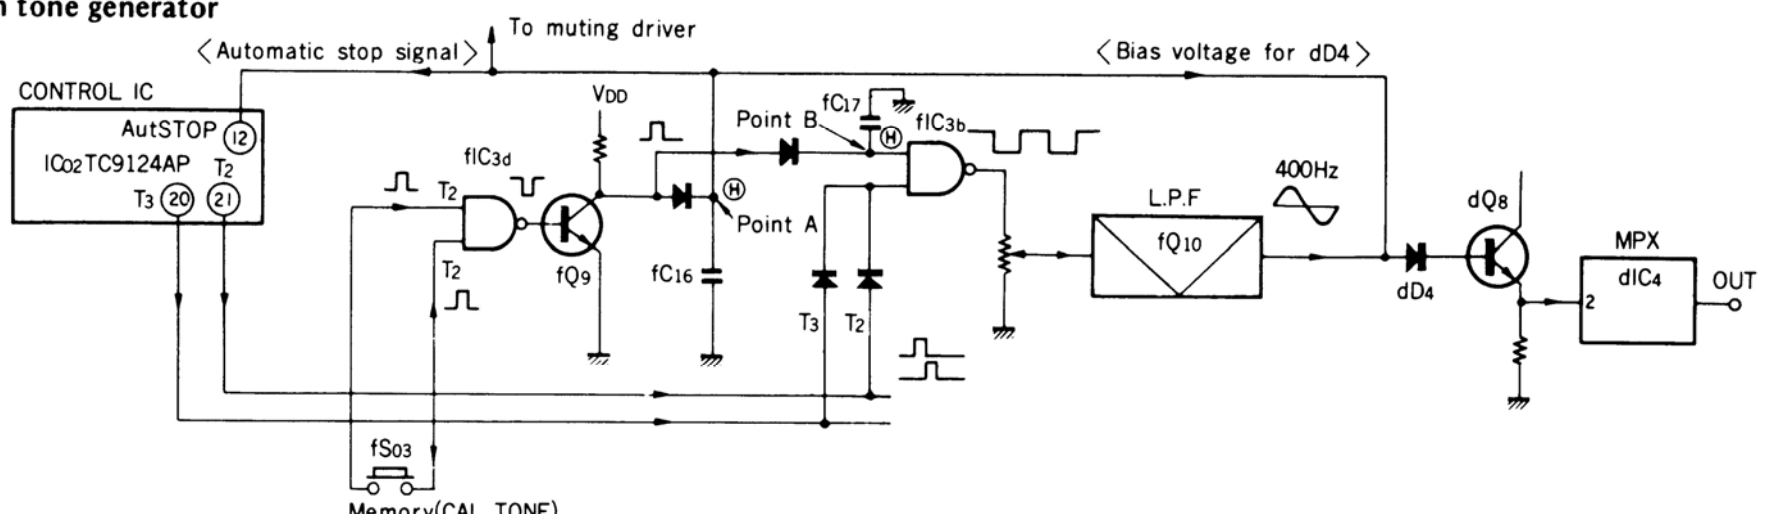 n tone generator
To muting driver
〈Automatic stop signal〉
〈Bias voltage for dD4〉
CONTROL IC
AutSTOP 12
ICO2TC9124AP T2
T3 20 21
VDD
fIC3d
T2
T2
fQ9
Point B
fC17
H
fIC3b
H
Point A
fC16
T3 T2
L.P.F
fQ10
400Hz
dD4
dQ8
MPX
dIC4
2
OUT
fS03
Memory(CAL TONE)